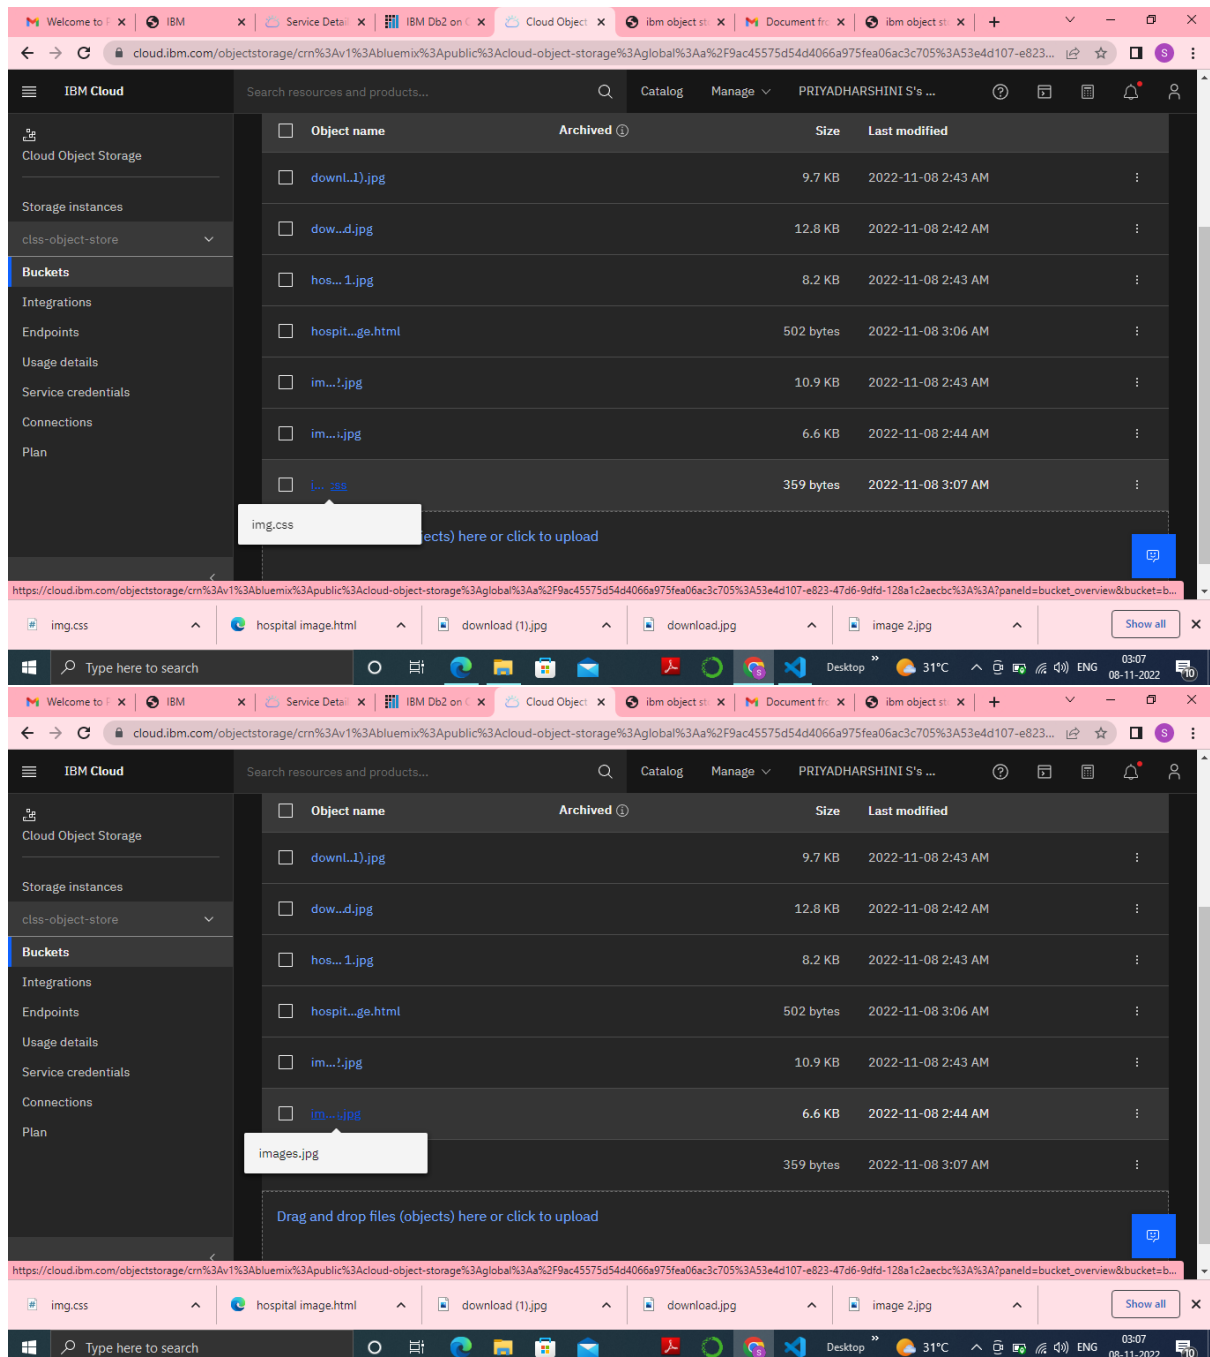 Welcome to F
IBM
Service Detail
IBM Db2 on C
Cloud Object
ibm object st
Document fro
ibm object st
cloud.ibm.com/objectstorage/crn%3Av1%3Abluemix%3Apublic%3Acloud-object-storage%3Aglobal%3Aa%2F9ac45575d54d4066a975fea06ac3c705%3A53e4d107-e823...
S
IBM Cloud
Search resources and products...
Catalog
Manage
PRIYADHARSHINI S's ...
Cloud Object Storage
Storage instances
clss-object-store
Buckets
Integrations
Endpoints
Usage details
Service credentials
Connections
Plan
Object name Archived Size Last modified
downl..1).jpg 9.7 KB 2022-11-08 2:43 AM
dow...d.jpg 12.8 KB 2022-11-08 2:42 AM
hos... 1.jpg 8.2 KB 2022-11-08 2:43 AM
hospit...ge.html 502 bytes 2022-11-08 3:06 AM
im...2.jpg 10.9 KB 2022-11-08 2:43 AM
im...s.jpg 6.6 KB 2022-11-08 2:44 AM
i... .css 359 bytes 2022-11-08 3:07 AM
img.css
ects) here or click to upload
https://cloud.ibm.com/objectstorage/crn%3Av1%3Abluemix%3Apublic%3Acloud-object-storage%3Aglobal%3Aa%2F9ac45575d54d4066a975fea06ac3c705%3A53e4d107-e823-47d6-9dfd-128a1c2aecbc%3A%3A?paneId=bucket_overview&bucket=b...
img.css
hospital image.html
download (1).jpg
download.jpg
image 2.jpg
Show all
Type here to search
Desktop
31°C
ENG
03:07
08-11-2022
10
Welcome to F
IBM
Service Detail
IBM Db2 on C
Cloud Object
ibm object st
Document fro
ibm object st
cloud.ibm.com/objectstorage/crn%3Av1%3Abluemix%3Apublic%3Acloud-object-storage%3Aglobal%3Aa%2F9ac45575d54d4066a975fea06ac3c705%3A53e4d107-e823...
S
IBM Cloud
Search resources and products...
Catalog
Manage
PRIYADHARSHINI S's ...
Cloud Object Storage
Storage instances
clss-object-store
Buckets
Integrations
Endpoints
Usage details
Service credentials
Connections
Plan
Object name Archived Size Last modified
downl..1).jpg 9.7 KB 2022-11-08 2:43 AM
dow...d.jpg 12.8 KB 2022-11-08 2:42 AM
hos... 1.jpg 8.2 KB 2022-11-08 2:43 AM
hospit...ge.html 502 bytes 2022-11-08 3:06 AM
im...2.jpg 10.9 KB 2022-11-08 2:43 AM
im...s.jpg 6.6 KB 2022-11-08 2:44 AM
images.jpg
359 bytes 2022-11-08 3:07 AM
Drag and drop files (objects) here or click to upload
https://cloud.ibm.com/objectstorage/crn%3Av1%3Abluemix%3Apublic%3Acloud-object-storage%3Aglobal%3Aa%2F9ac45575d54d4066a975fea06ac3c705%3A53e4d107-e823-47d6-9dfd-128a1c2aecbc%3A%3A?paneId=bucket_overview&bucket=b...
img.css
hospital image.html
download (1).jpg
download.jpg
image 2.jpg
Show all
Type here to search
Desktop
31°C
ENG
03:07
08-11-2022
10